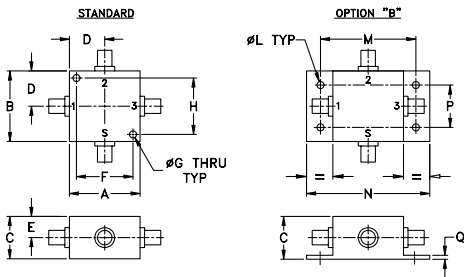 STANDARD
OPTION "B"
D
M
ØL TYP
2
2
B
D
1
3
H
1
3
P
S
S
ØG THRU
TYP
F
A
=
=
N
C
E
C
Q